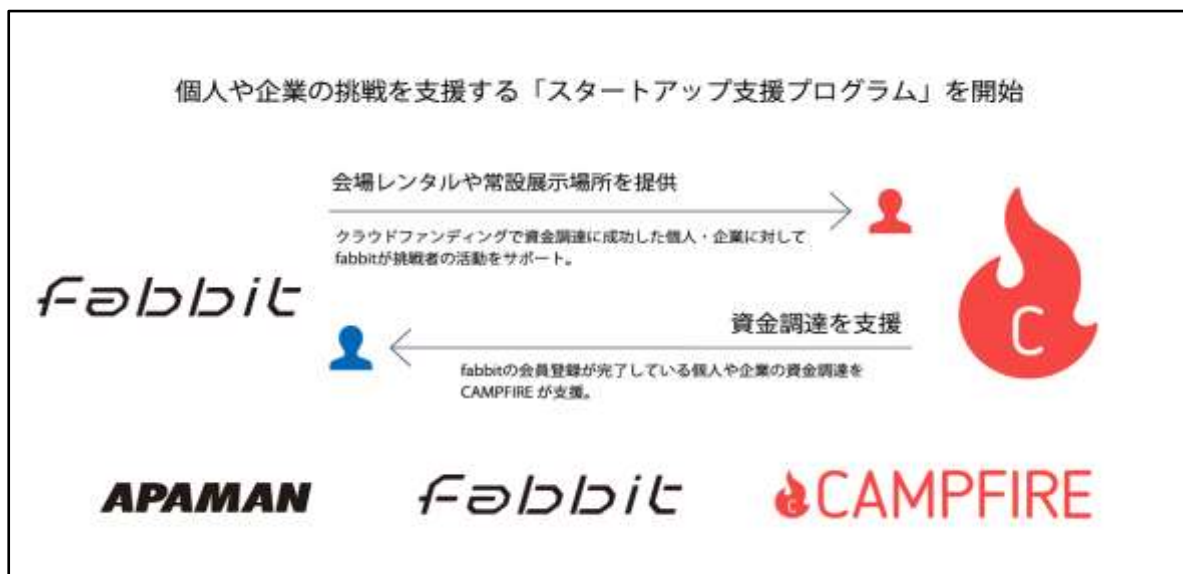 個人や企業の挑戦を支援する「スタートアップ支援プログラム」を開始
会場レンタルや常設展示場所を提供
クラウドファンディングで資金調達に成功した個人・企業に対して
fabbitが挑戦者の活動をサポート。
fabbit
C
資金調達を支援
fabbitの会員登録が完了している個人や企業の資金調達を
CAMPFIRE が支援。
APAMAN
fabbit
C
CAMPFIRE